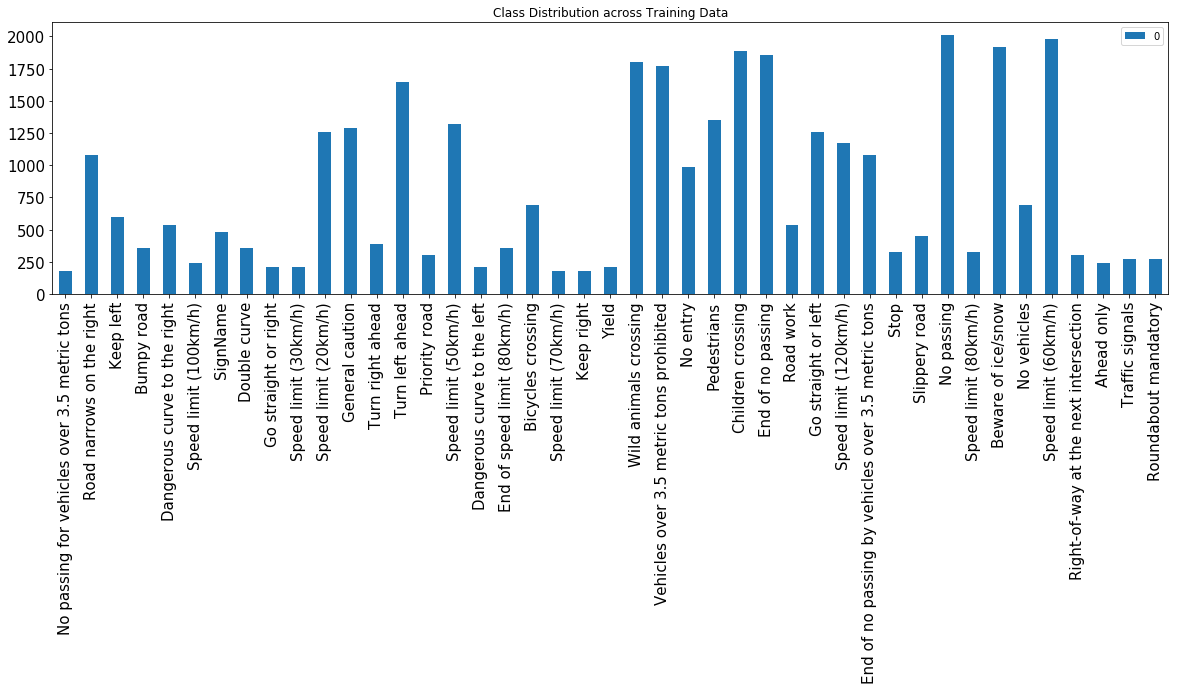 Class Distribution across Training Data
0
2000
1750
1500
1250
1000
750
500
250
0
No passing for vehicles over 3.5 metric tons
Road narrows on the right
Keep left
Bumpy road
Dangerous curve to the right
Speed limit (100km/h)
SignName
Double curve
Go straight or right
Speed limit (30km/h)
Speed limit (20km/h)
General caution
Turn right ahead
Turn left ahead
Priority road
Speed limit (50km/h)
Dangerous curve to the left
End of speed limit (80km/h)
Bicycles crossing
Speed limit (70km/h)
Keep right
Yield
Wild animals crossing
Vehicles over 3.5 metric tons prohibited
No entry
Pedestrians
Children crossing
End of no passing
Road work
Go straight or left
Speed limit (120km/h)
End of no passing by vehicles over 3.5 metric tons
Stop
Slippery road
No passing
Speed limit (80km/h)
Beware of ice/snow
No vehicles
Speed limit (60km/h)
Right-of-way at the next intersection
Ahead only
Traffic signals
Roundabout mandatory